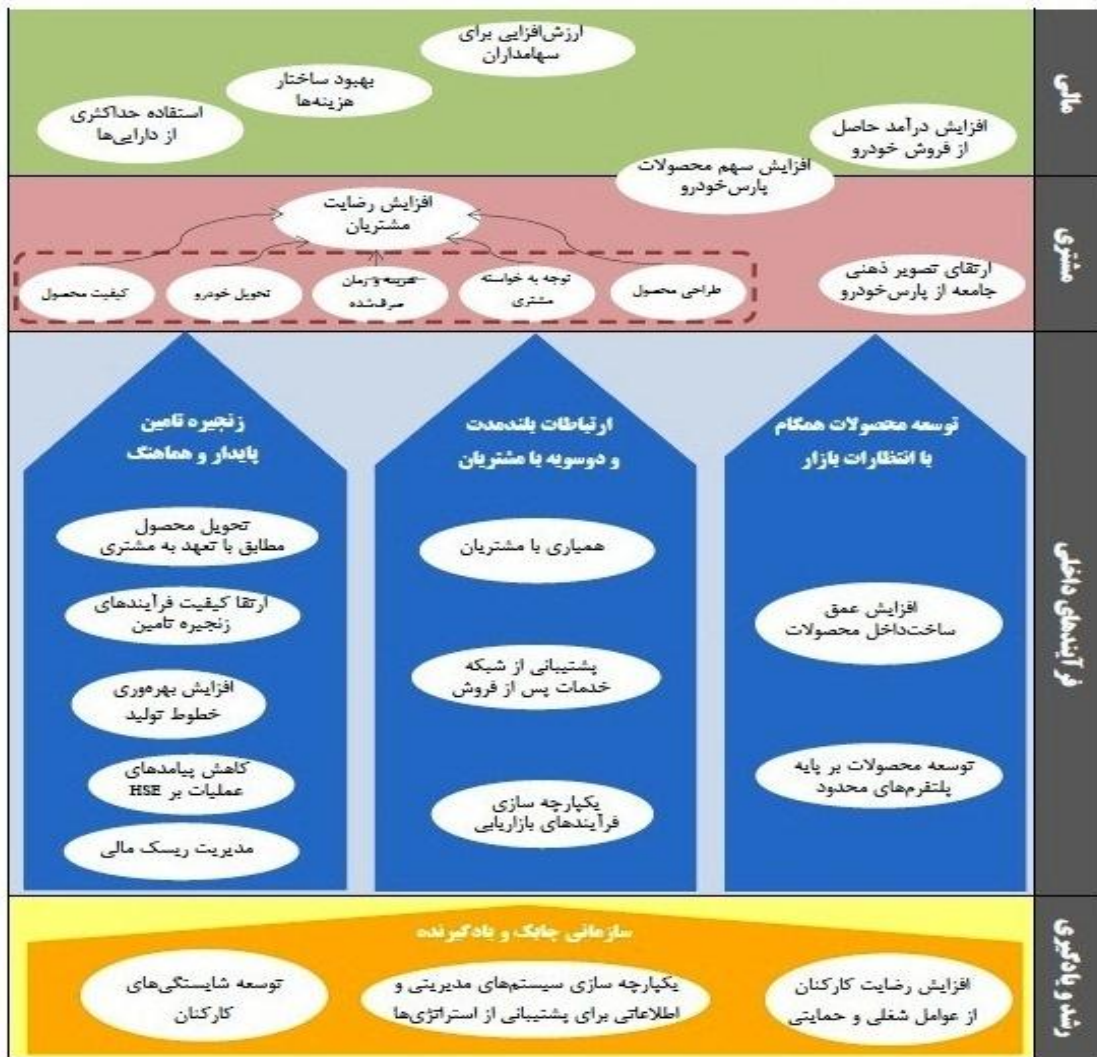 مالی
ارزش‌افزایی برای
سهامداران
بهبود ساختار
هزینه‌ها
استفاده حداکثری
از دارایی‌ها
افزایش درآمد حاصل
از فروش خودرو
افزایش سهم محصولات
پارس‌خودرو
مشتری
افزایش رضایت
مشتریان
ارتقای تصویر ذهنی
جامعه از پارس‌خودرو
طراحی محصول
توجه به خواسته
مشتری
هزینه و زمان
صرف‌شده
تحویل خودرو
کیفیت محصول
فرآیندهای داخلی
توسعه محصولات همگام
با انتظارات بازار
افزایش عمق
ساخت‌داخل محصولات
توسعه محصولات بر پایه
پلتفرم‌های محدود
ارتباطات بلندمدت
و دوسویه با مشتریان
همیاری با مشتریان
پشتیبانی از شبکه
خدمات پس از فروش
یکپارچه سازی
فرآیندهای بازاریابی
زنجیره تامین
پایدار و هماهنگ
تحویل محصول
مطابق با تعهد به مشتری
ارتقا کیفیت فرآیندهای
زنجیره تامین
افزایش بهره‌وری
خطوط تولید
کاهش پیامدهای
عملیات بر HSE
مدیریت ریسک مالی
رشد و یادگیری
سازمانی چابک و یادگیرنده
افزایش رضایت کارکنان
از عوامل شغلی و حمایتی
یکپارچه سازی سیستم‌های مدیریتی و
اطلاعاتی برای پشتیبانی از استراتژی‌ها
توسعه شایستگی‌های
کارکنان